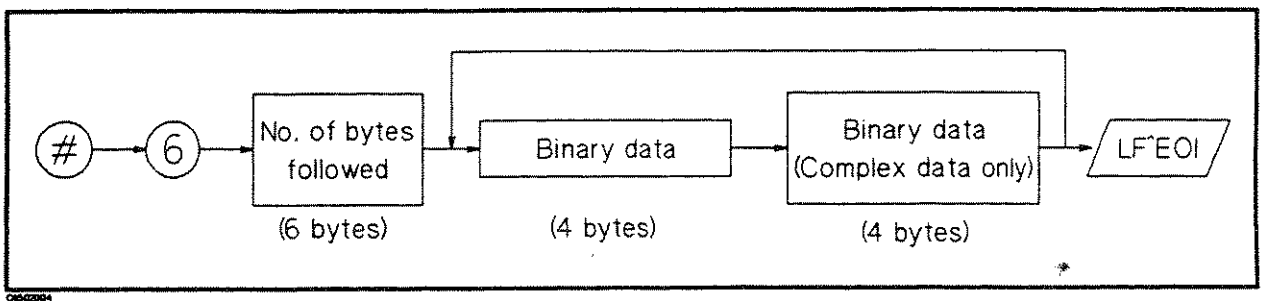 #
6
No. of bytes
followed
(6 bytes)
Binary data
(4 bytes)
Binary data
(Complex data only)
(4 bytes)
LF^EOI